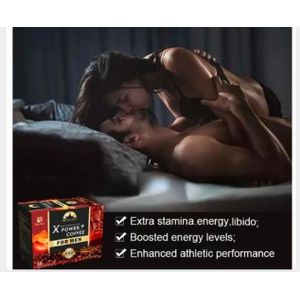 Extra stamina.energy,libido;
Boosted energy levels;
Enhanced athletic performance
X POWER+
COFFEE
FOR MEN